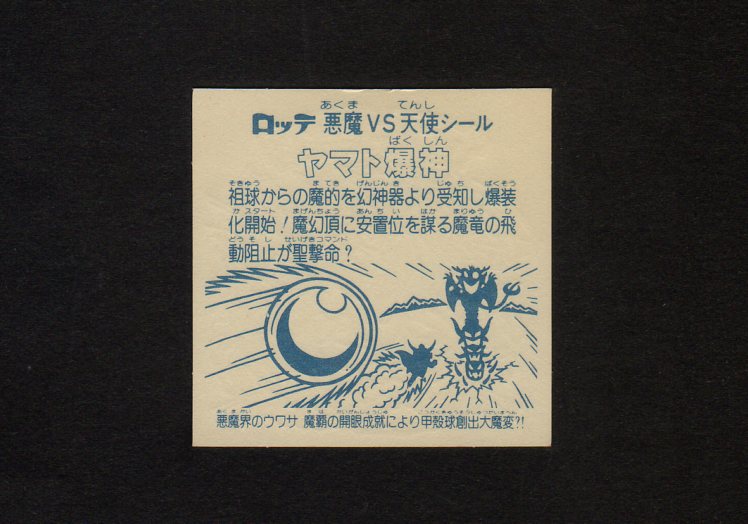 ロッテ 悪魔VS天使シール
ヤマト爆神
祖球からの魔的を幻神器より受知し爆装
化開始！魔幻頂に安置位を謀る魔竜の飛
動阻止が聖撃命？
悪魔界のウワサ 魔覇の開眼成就により甲殻球創出大魔変?!